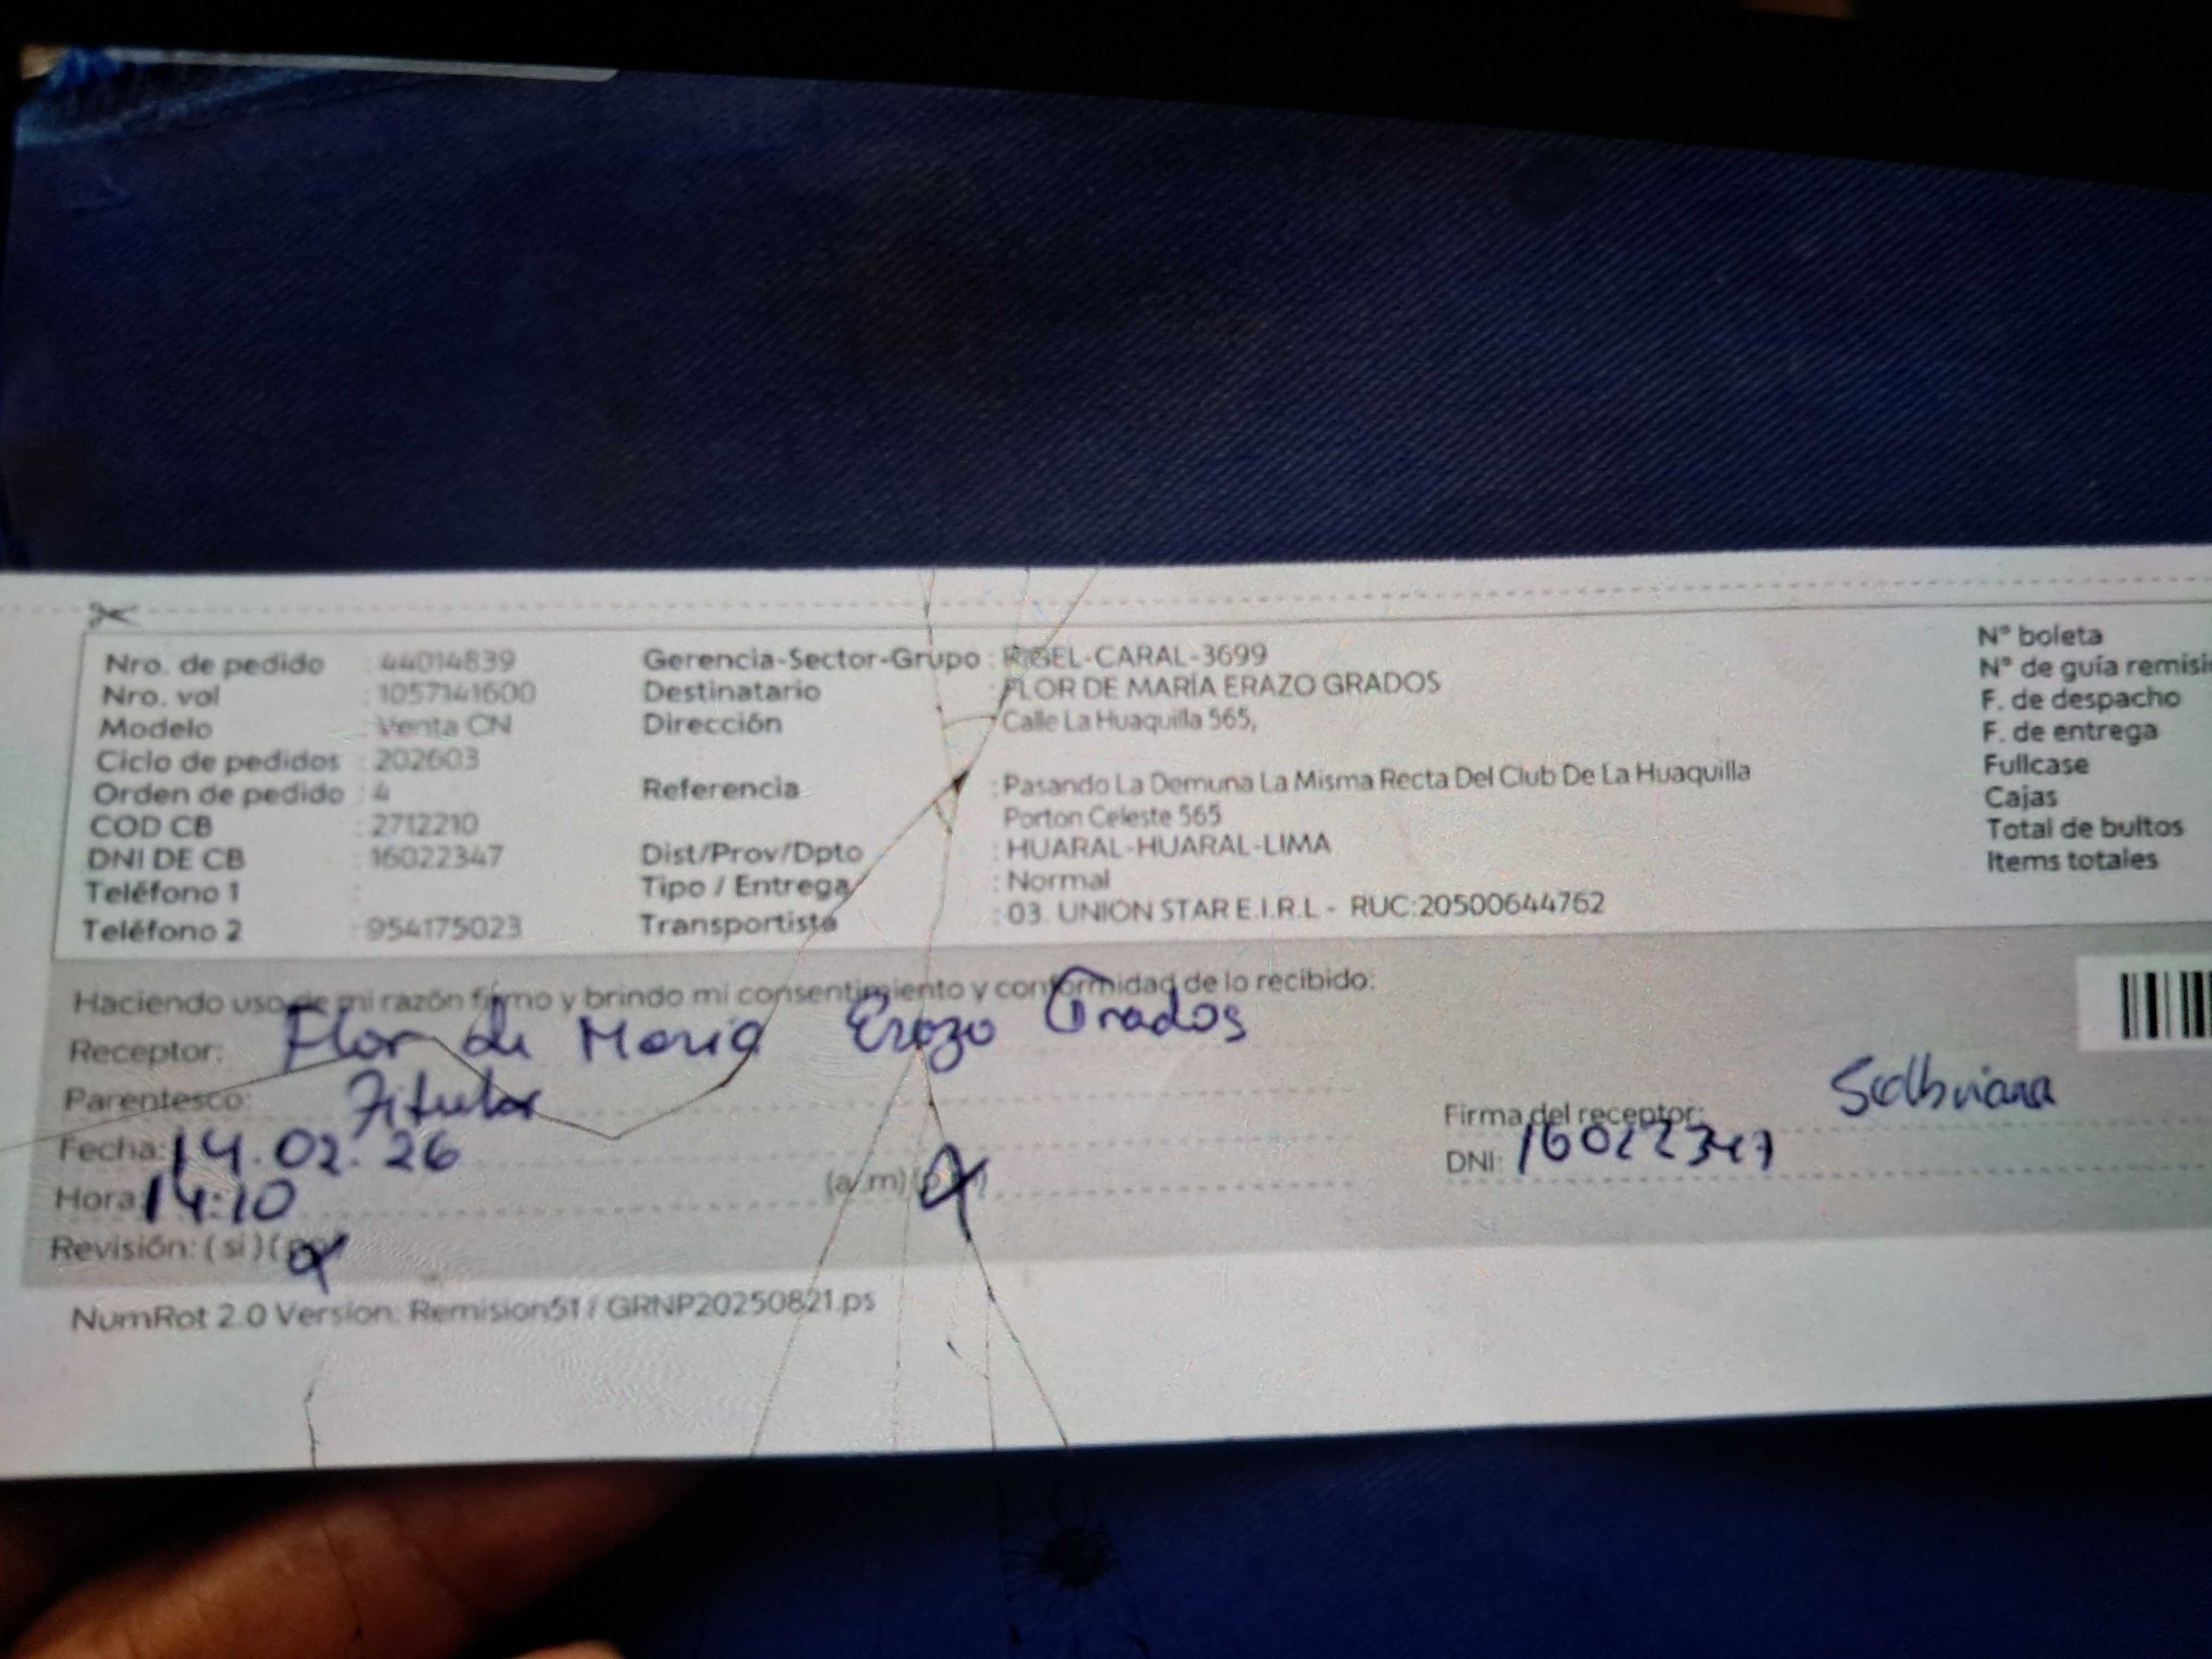 Nro. de pedido : 44014839
Nro. vol : 1057141600
Modelo : Venta CN
Ciclo de pedidos : 202603
Orden de pedido : 4
COD CB : 2712210
DNI DE CB : 16022347
Teléfono 1 :
Teléfono 2 : 954175023
Gerencia-Sector-Grupo : RIGEL-CARAL-3699
Destinatario : FLOR DE MARÍA ERAZO GRADOS
Dirección : Calle La Huaquilla 565,
Referencia : Pasando La Demuna La Misma Recta Del Club De La Huaquilla
Porton Celeste 565
Dist/Prov/Dpto : HUARAL-HUARAL-LIMA
Tipo / Entrega : Normal
Transportista : 03. UNION STAR E.I.R.L - RUC:20500644762
N° boleta
N° de guía remisi
F. de despacho
F. de entrega
Fullcase
Cajas
Total de bultos
Items totales
Haciendo uso de mi razón firmo y brindo mi consentimiento y conformidad de lo recibido:
Receptor: Flor de Maria Erazo Grados
Parentesco: Titular
Fecha: 14.02.26
Hora: 14:10 (a/m)
Revisión: (si)
Firma del receptor:
DNI: 16022347
NumRot 2.0 Version: Remision51 / GRNP20250821.ps